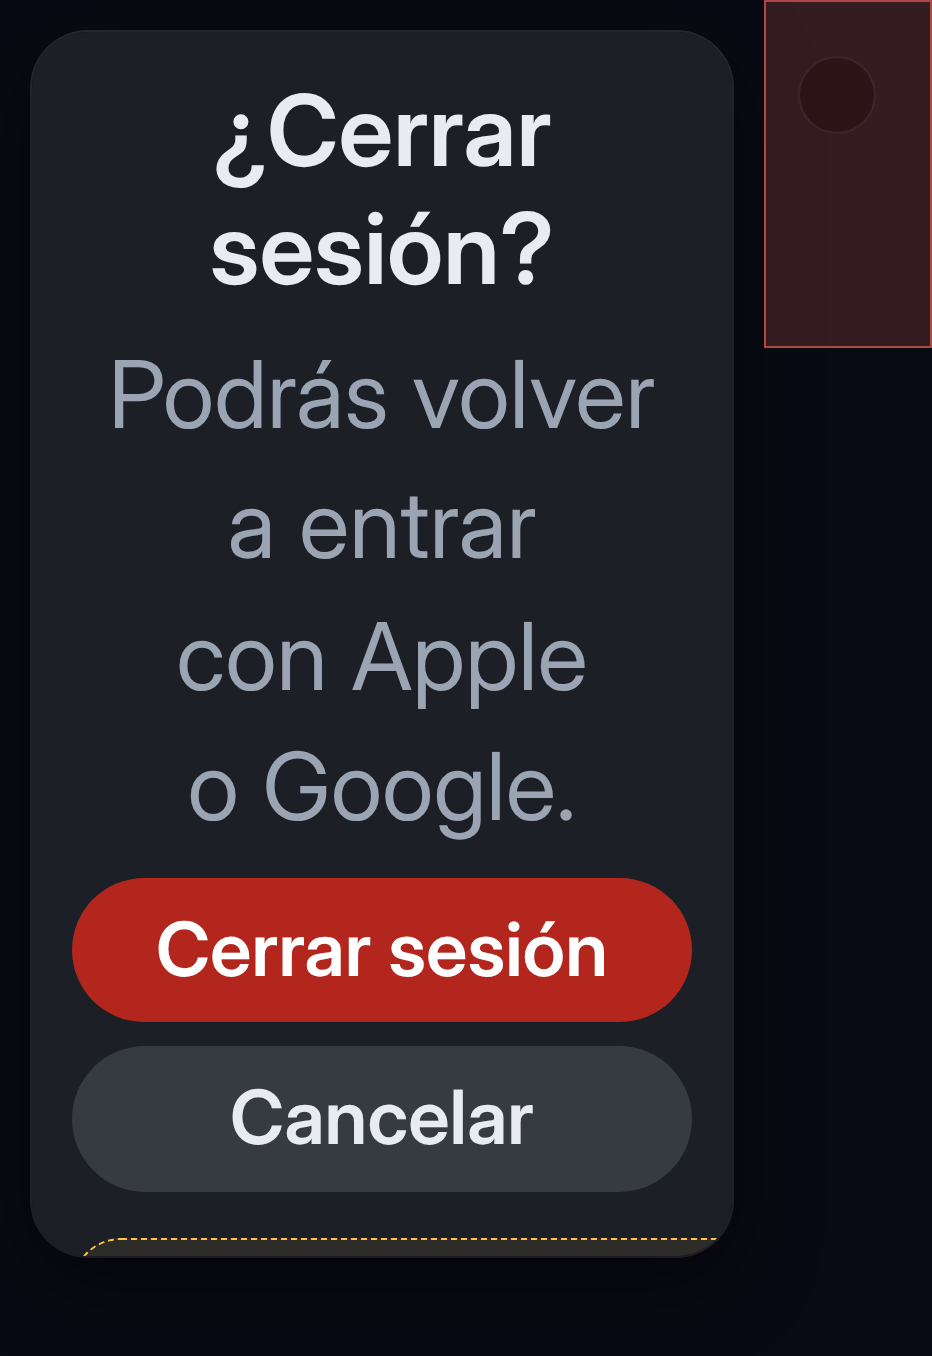 ¿Cerrar
sesión?
Podrás volver
a entrar
con Apple
o Google.
Cerrar sesión
Cancelar